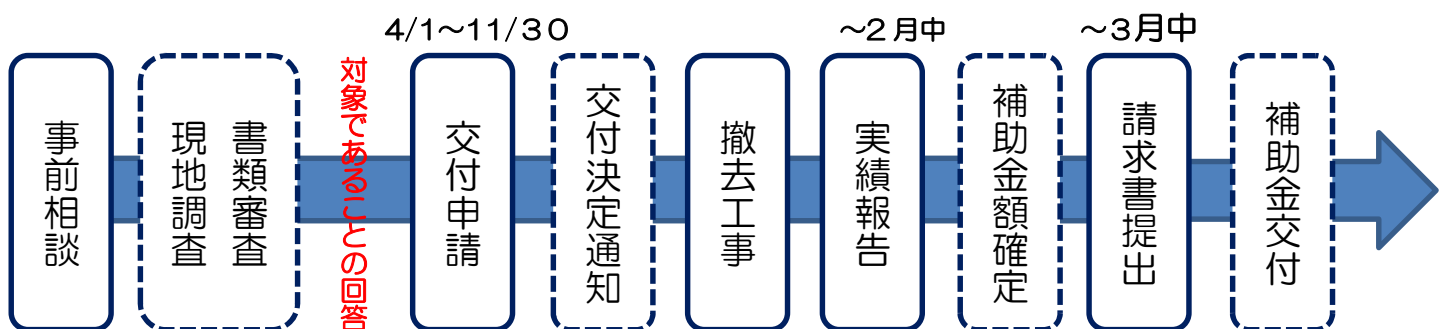 4/1～11/30
～2月中
～3月中
事前相談
書類審査
現地調査
対象であることの回答
交付申請
交付決定通知
撤去工事
実績報告
補助金額確定
請求書提出
補助金交付